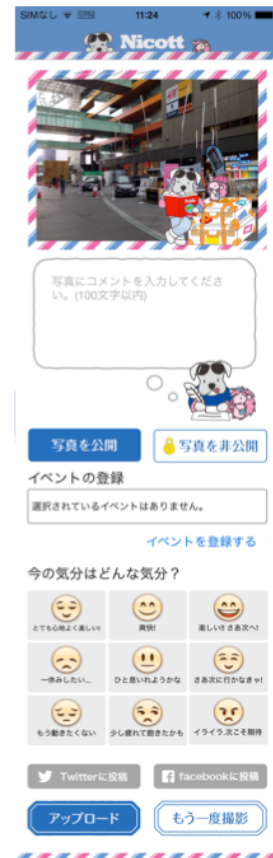 SIMなし 11:24 100%
Nicott
写真にコメントを入力してくださ
い。(100文字以内)
写真を公開
写真を非公開
イベントの登録
選択されているイベントはありません。
イベントを登録する
今の気分はどんな気分？
とても心地よく楽しい!
爽快!
楽しい!! さあ次へ!
一休みしたい...
ひと息いれようかな
さあ次に行かなきゃ!
もう動きたくない
少し疲れて飽きたかも
イライラ,次こそ期待
Twitterに投稿
facebookに投稿
アップロード
もう一度撮影